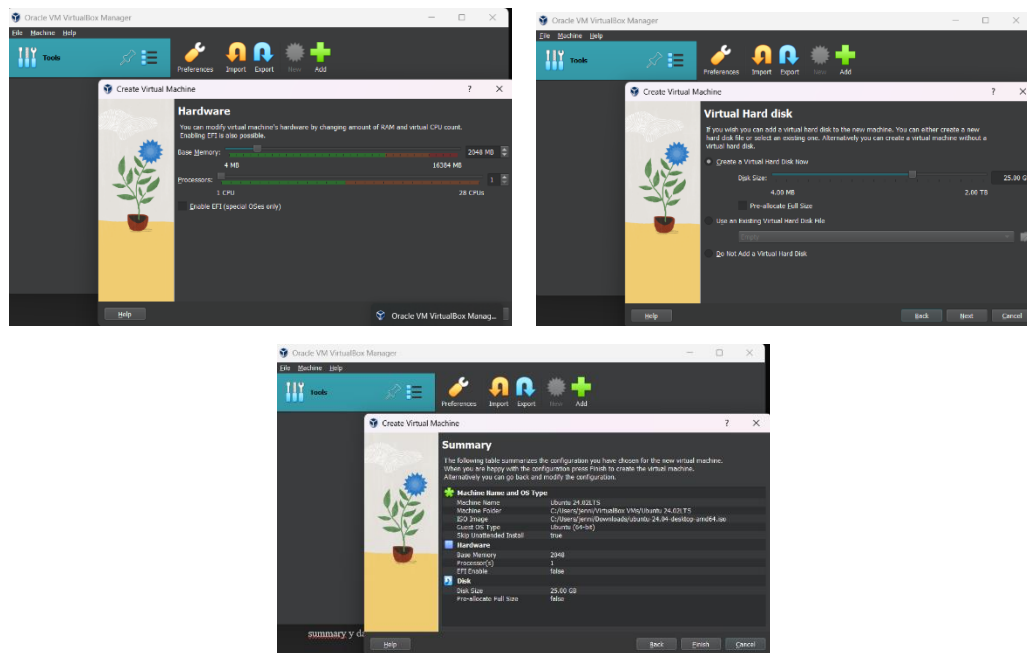 Oracle VM VirtualBox Manager
File Machine Help
Tools
Preferences Import Export New Add
Create Virtual Machine
Hardware
You can modify virtual machine's hardware by changing amount of RAM and virtual CPU count.
Enabling EFI is also possible.
Base Memory: 2048 MB
4 MB 16384 MB
Processors: 1
1 CPU 28 CPUs
Enable EFI (special OSes only)
Help
Oracle VM VirtualBox Manag...
Oracle VM VirtualBox Manager
File Machine Help
Tools
Preferences Import Export New Add
Create Virtual Machine
Virtual Hard disk
If you wish you can add a virtual hard disk to the new machine. You can either create a new
hard disk file or select an existing one. Alternatively you can create a virtual machine without a
virtual hard disk.
Create a Virtual Hard Disk Now
Disk Size: 25.00 G
4.00 MB 2.00 TB
Pre-allocate Full Size
Use an Existing Virtual Hard Disk File
Empty
Do Not Add a Virtual Hard Disk
Help Back Next Cancel
Oracle VM VirtualBox Manager
File Machine Help
Tools
Preferences Import Export New Add
Create Virtual Machine
Summary
The following table summarizes the configuration you have chosen for the new virtual machine.
When you are happy with the configuration press Finish to create the virtual machine.
Alternatively you can go back and modify the configuration.
Machine Name and OS Type
Machine Name Ubuntu 24.02LTS
Machine Folder C:/Users/jenni/VirtualBox VMs/Ubuntu 24.02LTS
ISO Image C:/Users/jenni/Downloads/ubuntu-24.04-desktop-amd64.iso
Guest OS Type Ubuntu (64-bit)
Skip Unattended Install true
Hardware
Base Memory 2048
Processor(s) 1
EFI Enable false
Disk
Disk Size 25.00 GB
Pre-allocate Full Size false
summary y da
Help Back Finish Cancel